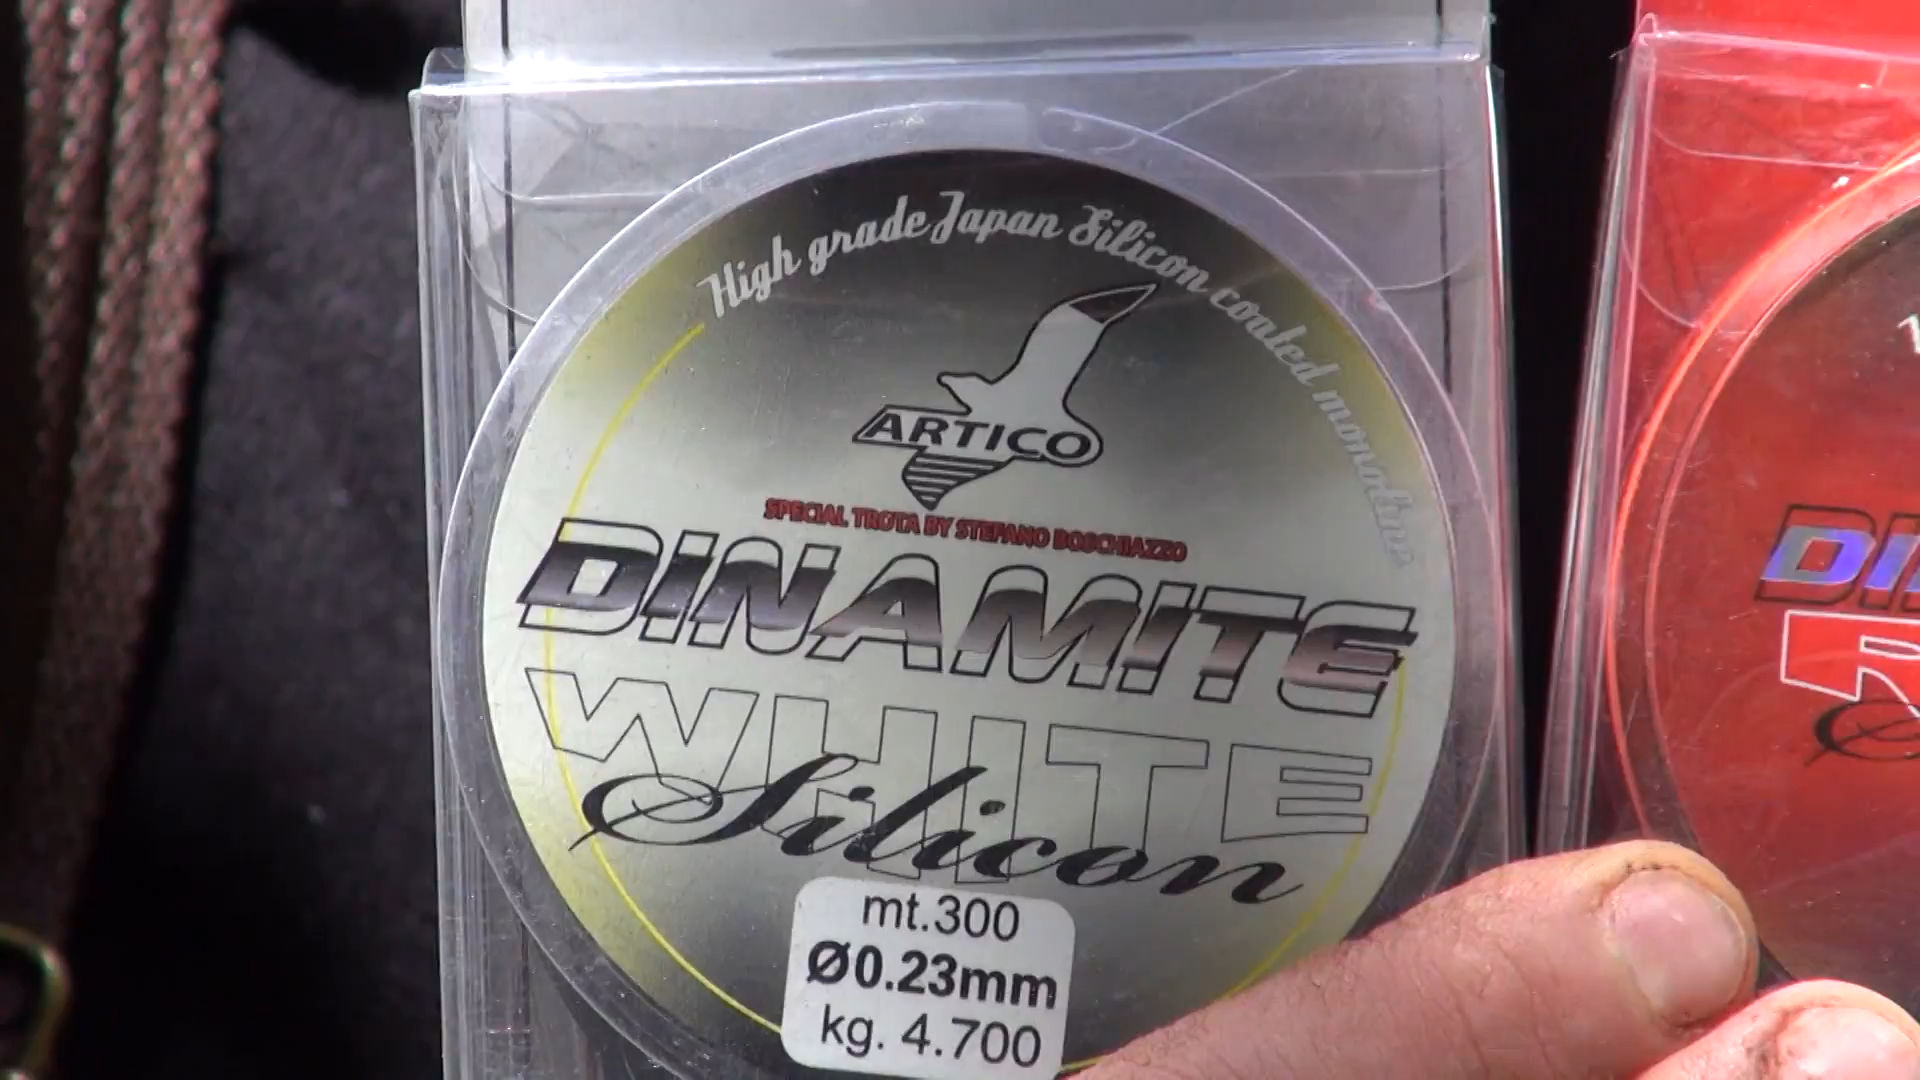 High grade Japan Silicon coated monofine
ARTICO
SPECIAL TROTA BY STEFANO BOSCHIAZZO
DINAMITE
WHITE
Silicon
mt.300
Ø0.23mm
kg. 4.700